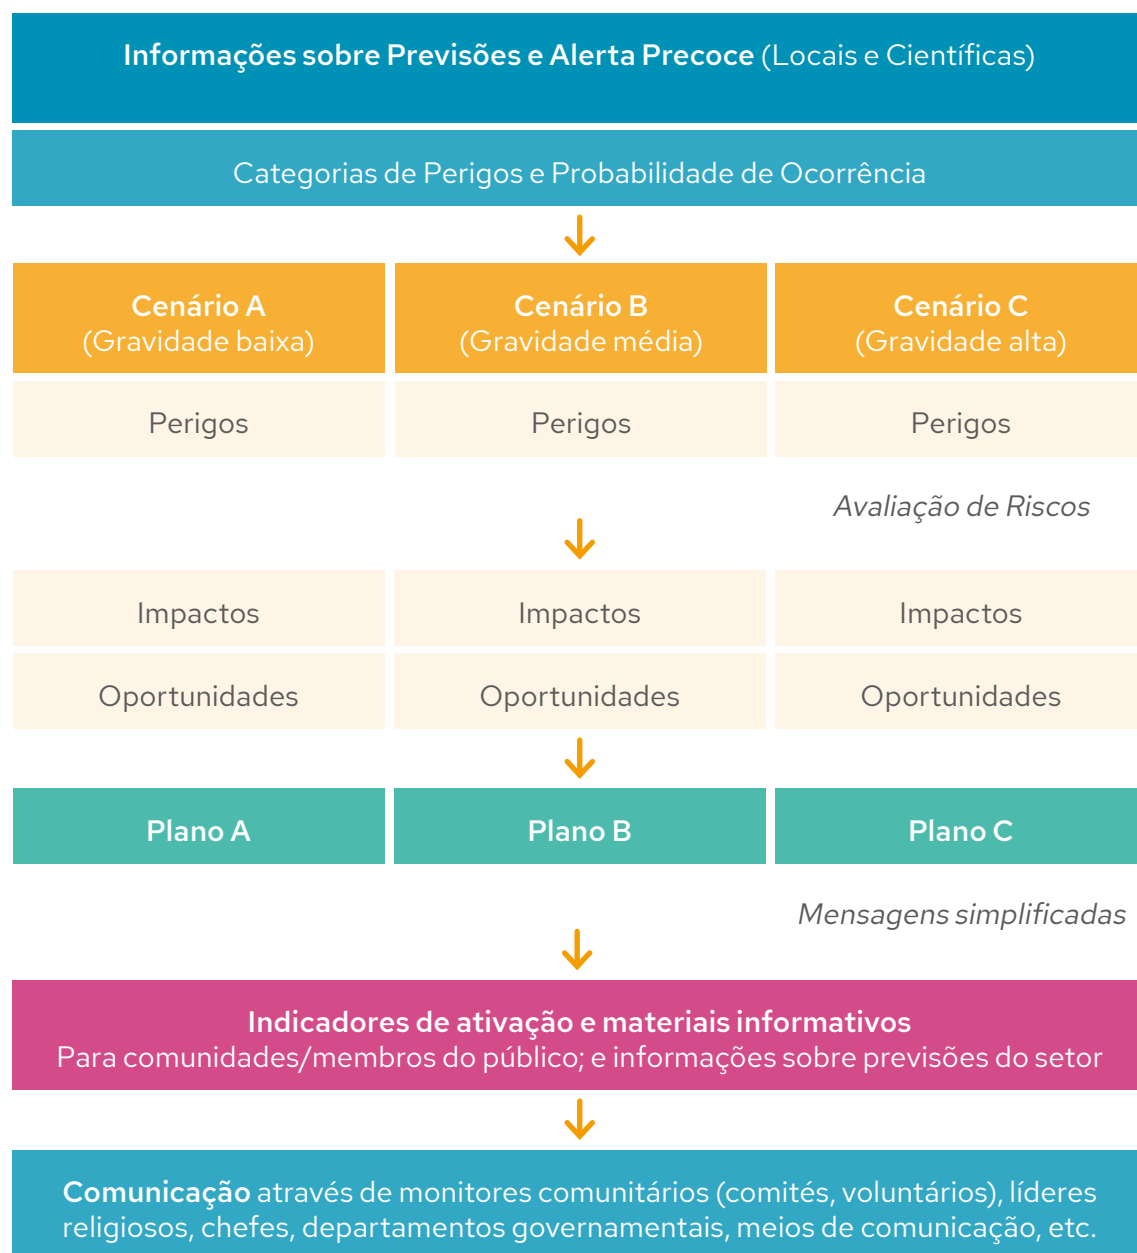 Informações sobre Previsões e Alerta Precoce (Locais e Científicas)
Categorias de Perigos e Probabilidade de Ocorrência
Cenário A
(Gravidade baixa)
Cenário B
(Gravidade média)
Cenário C
(Gravidade alta)
Perigos
Perigos
Perigos
Avaliação de Riscos
Impactos
Impactos
Impactos
Oportunidades
Oportunidades
Oportunidades
Plano A
Plano B
Plano C
Mensagens simplificadas
Indicadores de ativação e materiais informativos
Para comunidades/membros do público; e informações sobre previsões do setor
Comunicação através de monitores comunitários (comités, voluntários), líderes
religiosos, chefes, departamentos governamentais, meios de comunicação, etc.